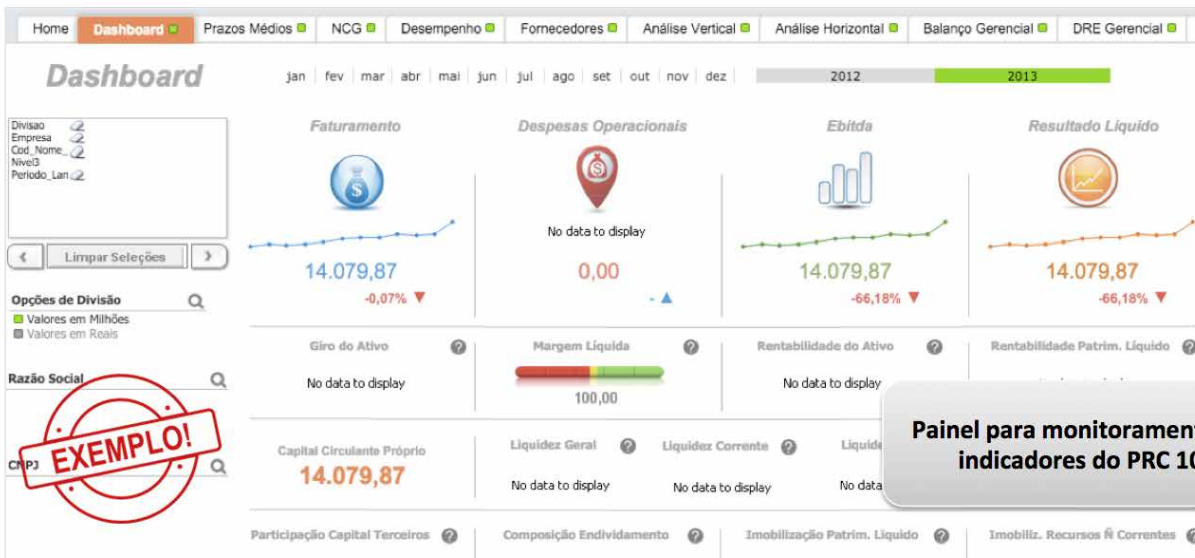 Home Dashboard Prazos Médios NCG Desempenho Fornecedores Análise Vertical Análise Horizontal Balanço Gerencial DRE Gerencial
Dashboard
jan fev mar abr mai jun jul ago set out nov dez 2012 2013
Divisao
Empresa
Cod_Nome_
Nivel3
Periodo_Lan
Limpar Seleções
Opções de Divisão
Valores em Milhões
Valores em Reais
Razão Social
CNPJ
EXEMPLO!
Faturamento Despesas Operacionais Ebitda Resultado Líquido
No data to display
14.079,87 0,00 14.079,87 14.079,87
-0,07% - -66,18% -66,18%
Giro do Ativo Margem Líquida Rentabilidade do Ativo Rentabilidade Patrim. Líquido
No data to display 100,00 No data to display
Painel para monitorament
indicadores do PRC 10
Capital Circulante Próprio Liquidez Geral Liquidez Corrente Liquide
14.079,87 No data to display No data to display No data
Participação Capital Terceiros Composição Endividamento Imobilização Patrim. Liquido Imobiliz. Recursos Ñ Correntes